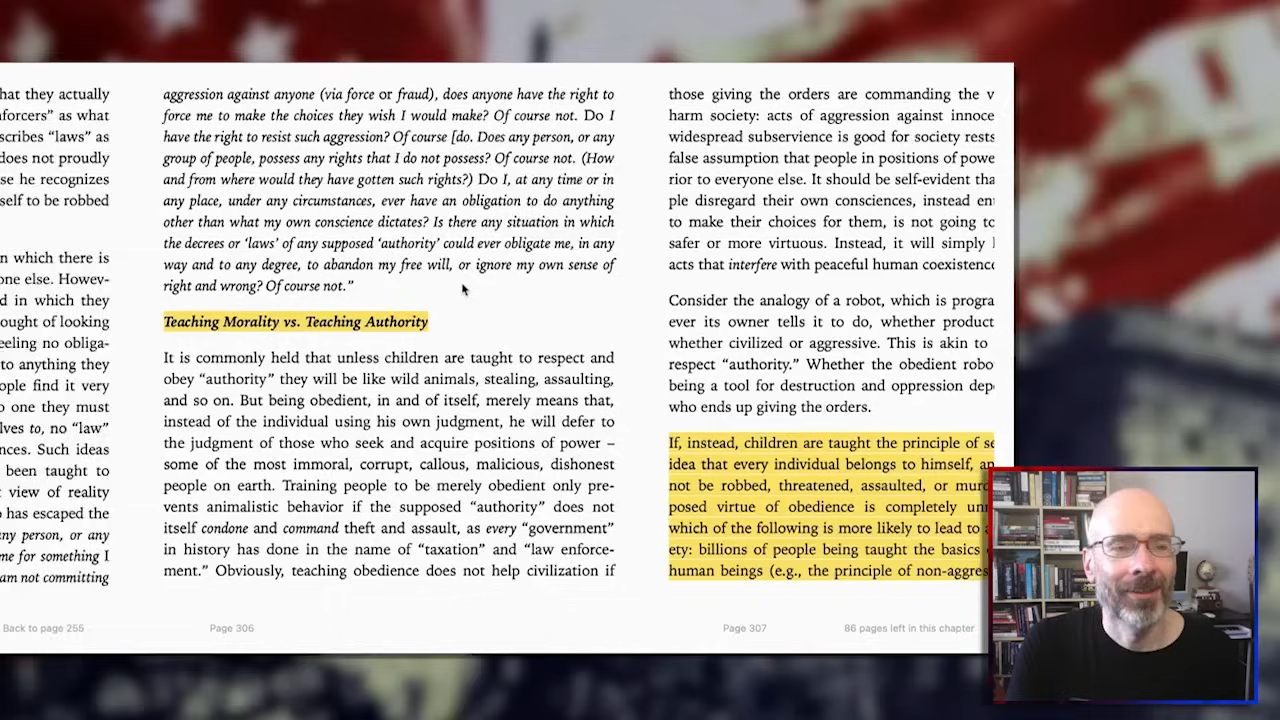 hat they actually
nforcers” as what
scribes “laws” as
does not proudly
se he recognizes
self to be robbed
n which there is
one else. Howev-
d in which they
ought of looking
eeling no obliga-
to anything they
ople find it very
o one they must
lves to, no “law”
nces. Such ideas
been taught to
view of reality
has escaped the
ny person, or any
me for something I
am not committing
Back to page 255
aggression against anyone (via force or fraud), does anyone have the right to
force me to make the choices they wish I would make? Of course not. Do I
have the right to resist such aggression? Of course [do. Does any person, or any
group of people, possess any rights that I do not possess? Of course not. (How
and from where would they have gotten such rights?) Do I, at any time or in
any place, under any circumstances, ever have an obligation to do anything
other than what my own conscience dictates? Is there any situation in which
the decrees or ‘laws’ of any supposed ‘authority’ could ever obligate me, in any
way and to any degree, to abandon my free will, or ignore my own sense of
right and wrong? Of course not.”
Teaching Morality vs. Teaching Authority
It is commonly held that unless children are taught to respect and
obey “authority” they will be like wild animals, stealing, assaulting,
and so on. But being obedient, in and of itself, merely means that,
instead of the individual using his own judgment, he will defer to
the judgment of those who seek and acquire positions of power –
some of the most immoral, corrupt, callous, malicious, dishonest
people on earth. Training people to be merely obedient only pre-
vents animalistic behavior if the supposed “authority” does not
itself condone and command theft and assault, as every “government”
in history has done in the name of “taxation” and “law enforce-
ment.” Obviously, teaching obedience does not help civilization if
Page 306
those giving the orders are commanding the v
harm society: acts of aggression against innoce
widespread subservience is good for society rests
false assumption that people in positions of powe
rior to everyone else. It should be self-evident tha
ple disregard their own consciences, instead en
to make their choices for them, is not going to
safer or more virtuous. Instead, it will simply
acts that interfere with peaceful human coexistenc
Consider the analogy of a robot, which is progra
ever its owner tells it to do, whether product
whether civilized or aggressive. This is akin to
respect “authority.” Whether the obedient robo
being a tool for destruction and oppression dep
who ends up giving the orders.
If, instead, children are taught the principle of se
idea that every individual belongs to himself, an
not be robbed, threatened, assaulted, or murd
posed virtue of obedience is completely un
which of the following is more likely to lead to
ety: billions of people being taught the basics
human beings (e.g., the principle of non-aggres
Page 307
86 pages left in this chapter